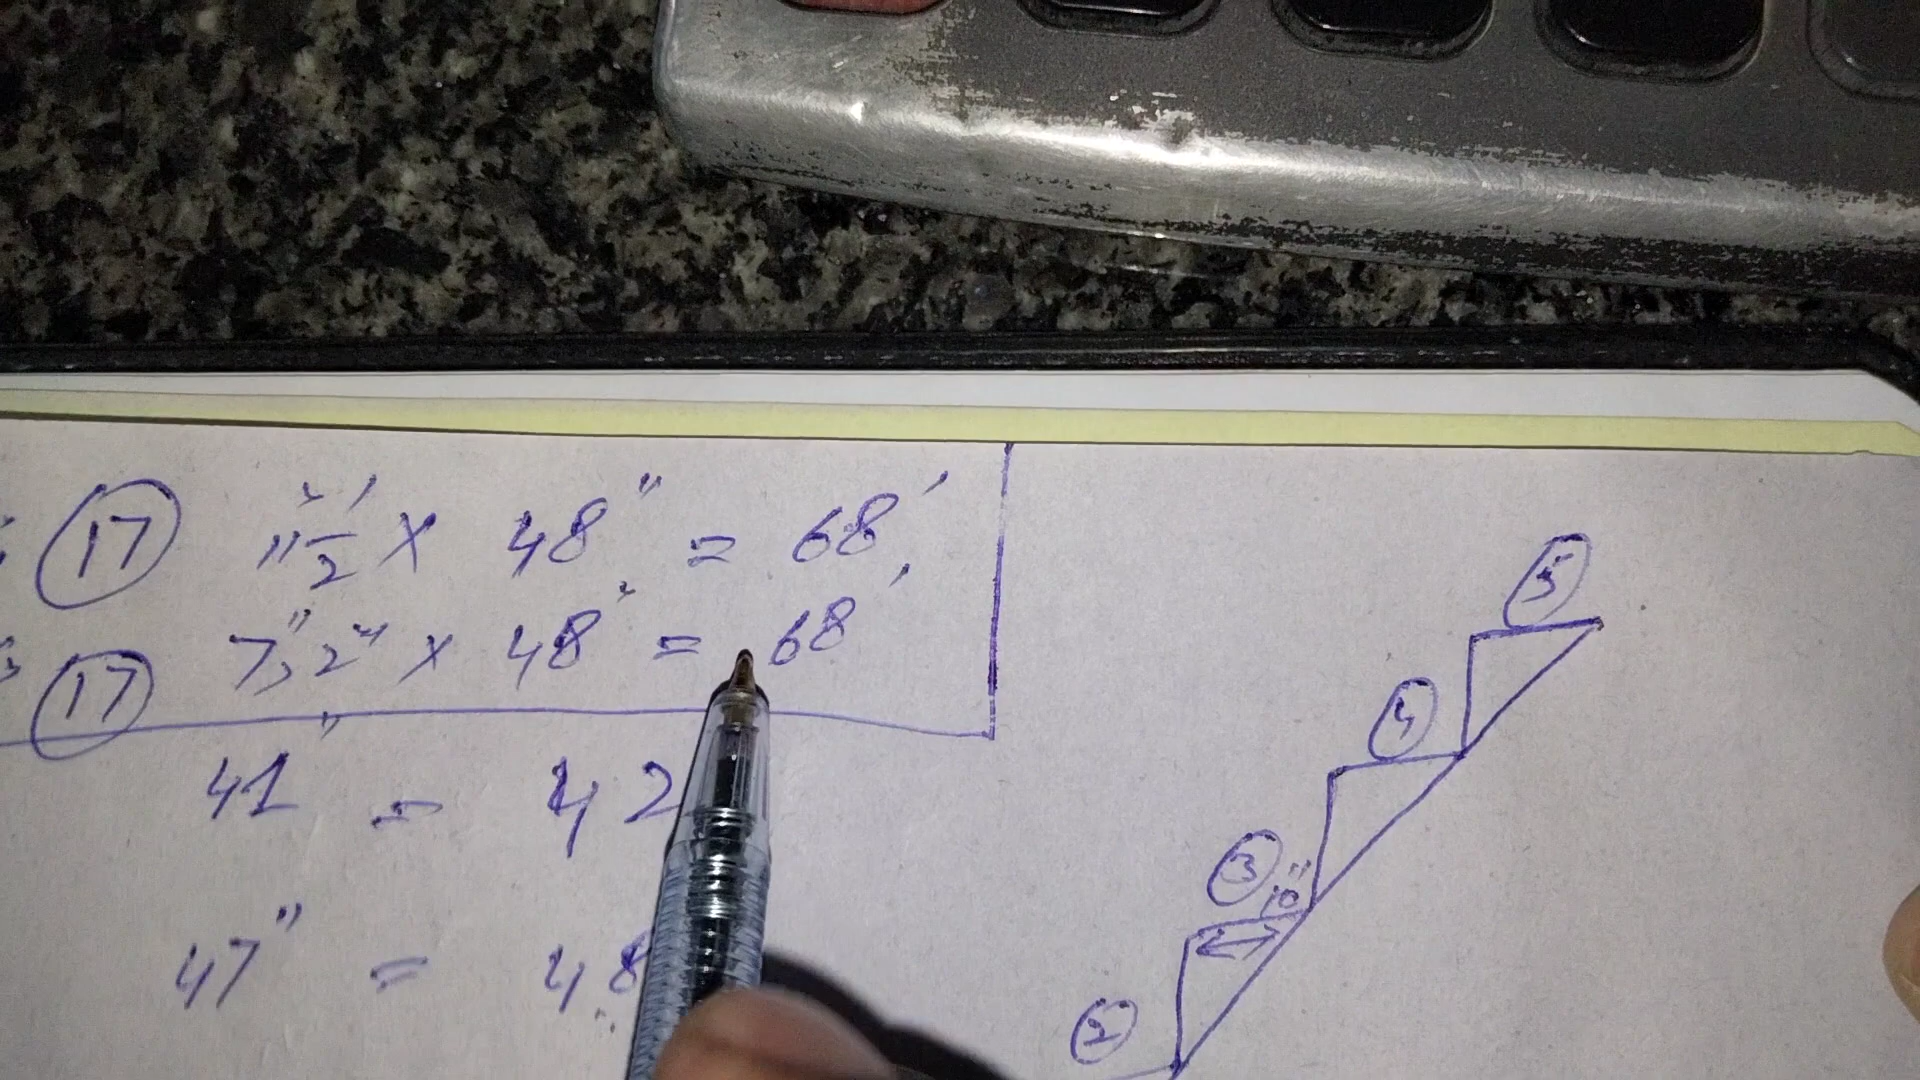 17 11 1/2" x 48" = 68'
17 7,2" x 48" = 68'
41" = 42
47" = 48
5
4
3
10"
2